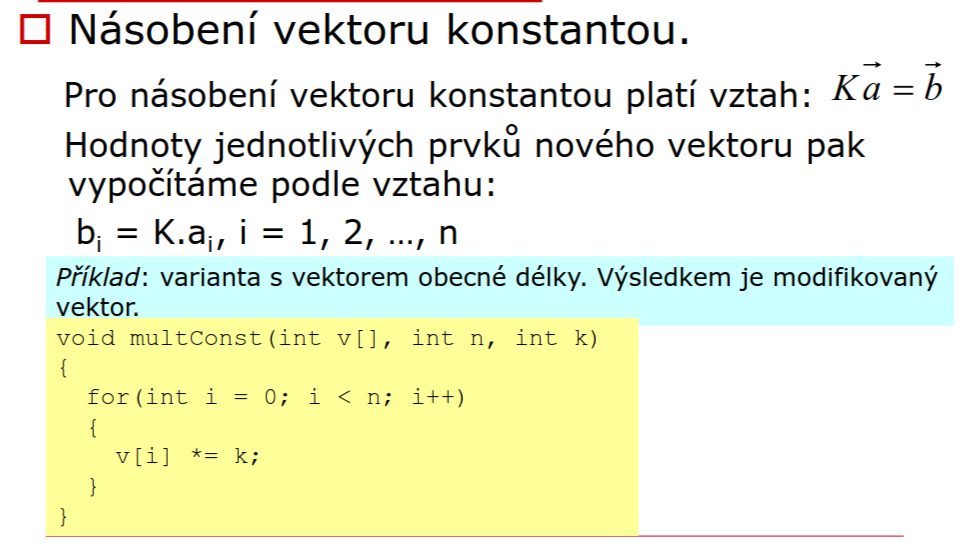 Násobení vektoru konstantou.
Pro násobení vektoru konstantou platí vztah: K\vec{a} = \vec{b}
Hodnoty jednotlivých prvků nového vektoru pak
vypočítáme podle vztahu:
bᵢ = K.aᵢ, i = 1, 2, …, n
Příklad: varianta s vektorem obecné délky. Výsledkem je modifikovaný
vektor.
void multConst(int v[], int n, int k)
{
  for(int i = 0; i < n; i++)
  {
    v[i] *= k;
  }
}